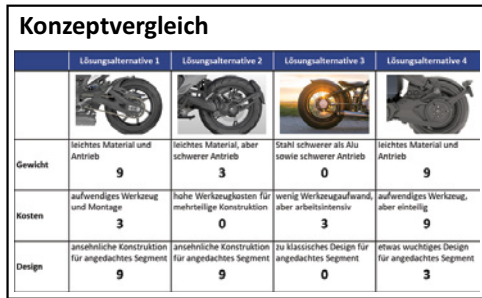 Konzeptvergleich
Lösungsalternative 1 Lösungsalternative 2 Lösungsalternative 3 Lösungsalternative 4
Gewicht
leichtes Material und
Antrieb
9
leichtes Material, aber
schwerer Antrieb
3
Stahl schwerer als Alu
sowie schwerer Antrieb
0
leichtes Material und
Antrieb
9
Kosten
aufwendiges Werkzeug
und Montage
3
hohe Werkzeugkosten für
mehrteilige Konstruktion
0
wenig Werkzeugaufwand,
aber arbeitsintensiv
3
aufwendiges Werkzeug,
aber einteilig
9
Design
ansehnliche Konstruktion
für angedachtes Segment
9
ansehnliche Konstruktion
für angedachtes Segment
9
zu klassisches Design für
angedachtes Segment
0
etwas wuchtiges Design
für angedachtes Segment
3